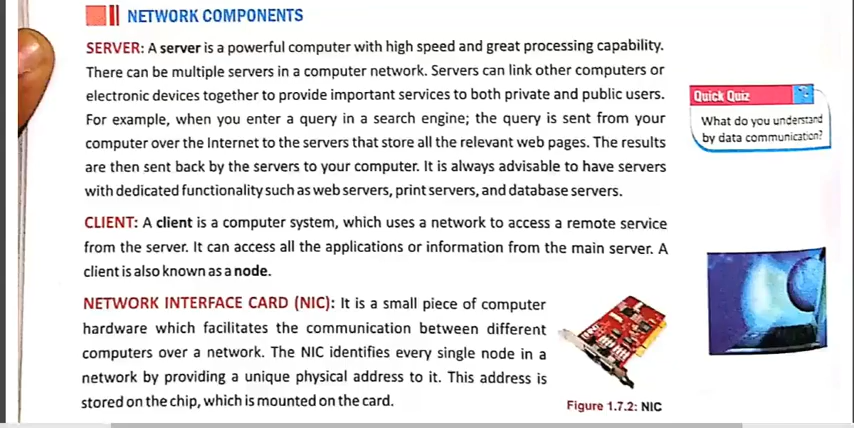 NETWORK COMPONENTS
SERVER: A server is a powerful computer with high speed and great processing capability.
There can be multiple servers in a computer network. Servers can link other computers or
electronic devices together to provide important services to both private and public users.
For example, when you enter a query in a search engine; the query is sent from your
computer over the Internet to the servers that store all the relevant web pages. The results
are then sent back by the servers to your computer. It is always advisable to have servers
with dedicated functionality such as web servers, print servers, and database servers.
Quick Quiz
What do you understand
by data communication?
CLIENT: A client is a computer system, which uses a network to access a remote service
from the server. It can access all the applications or information from the main server. A
client is also known as a node.
NETWORK INTERFACE CARD (NIC): It is a small piece of computer
hardware which facilitates the communication between different
computers over a network. The NIC identifies every single node in a
network by providing a unique physical address to it. This address is
stored on the chip, which is mounted on the card.
Figure 1.7.2: NIC